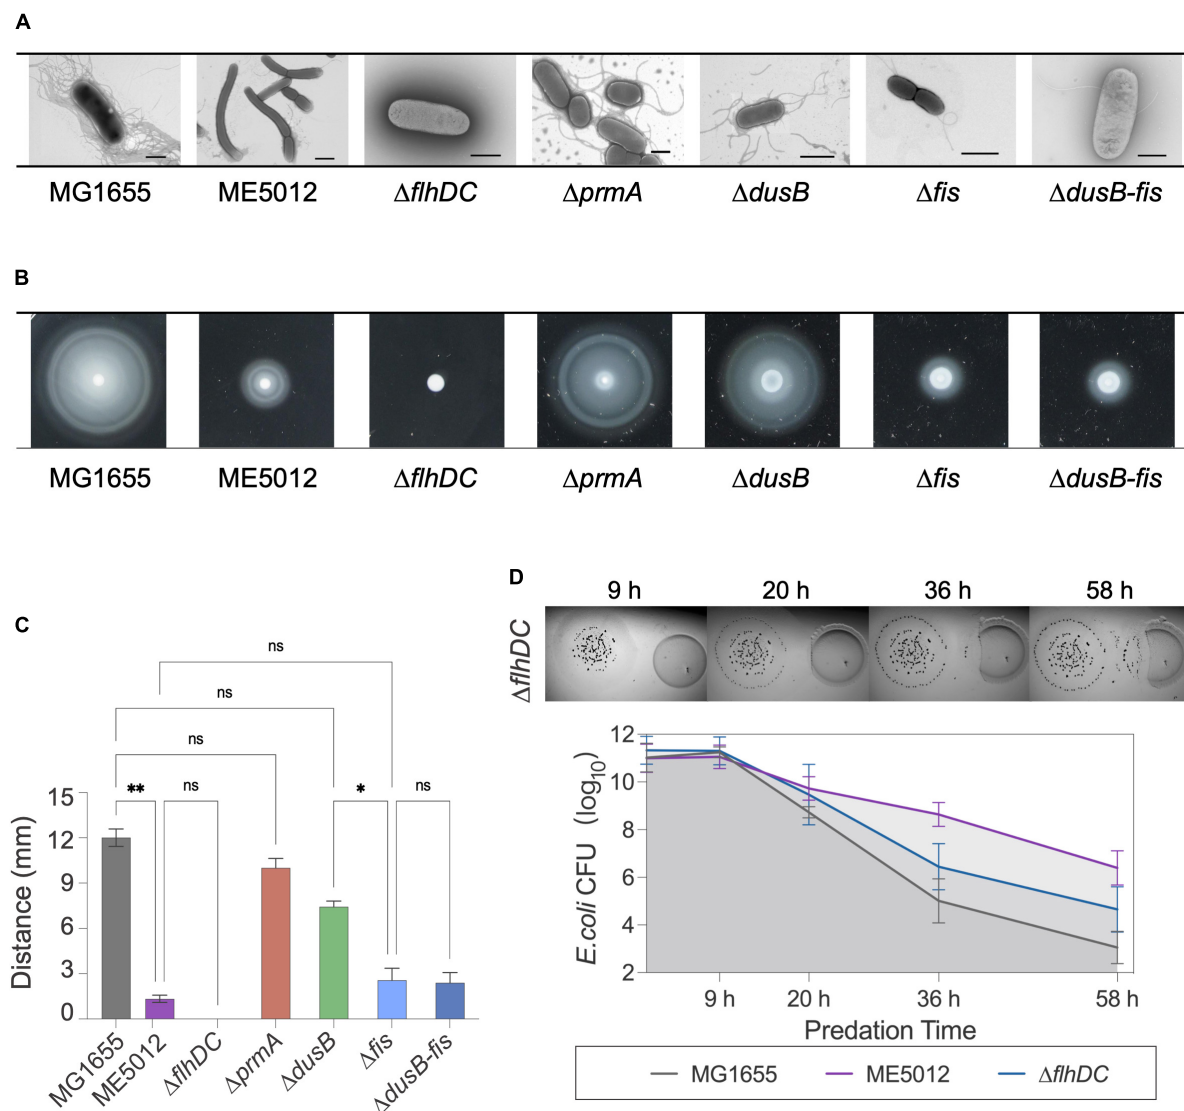 A
MG1655 ME5012 ΔflhDC ΔprmA ΔdusB Δfis ΔdusB-fis
B
MG1655 ME5012 ΔflhDC ΔprmA ΔdusB Δfis ΔdusB-fis
C
ns
ns
ns
** ns * ns
15
12
9
6
3
0
Distance (mm)
MG1655 ME5012 ΔflhDC ΔprmA ΔdusB Δfis ΔdusB-fis
D
9 h 20 h 36 h 58 h
ΔflhDC
12
10
8
6
4
2
E.coli CFU (log10)
9 h 20 h 36 h 58 h
Predation Time
MG1655 ME5012 ΔflhDC